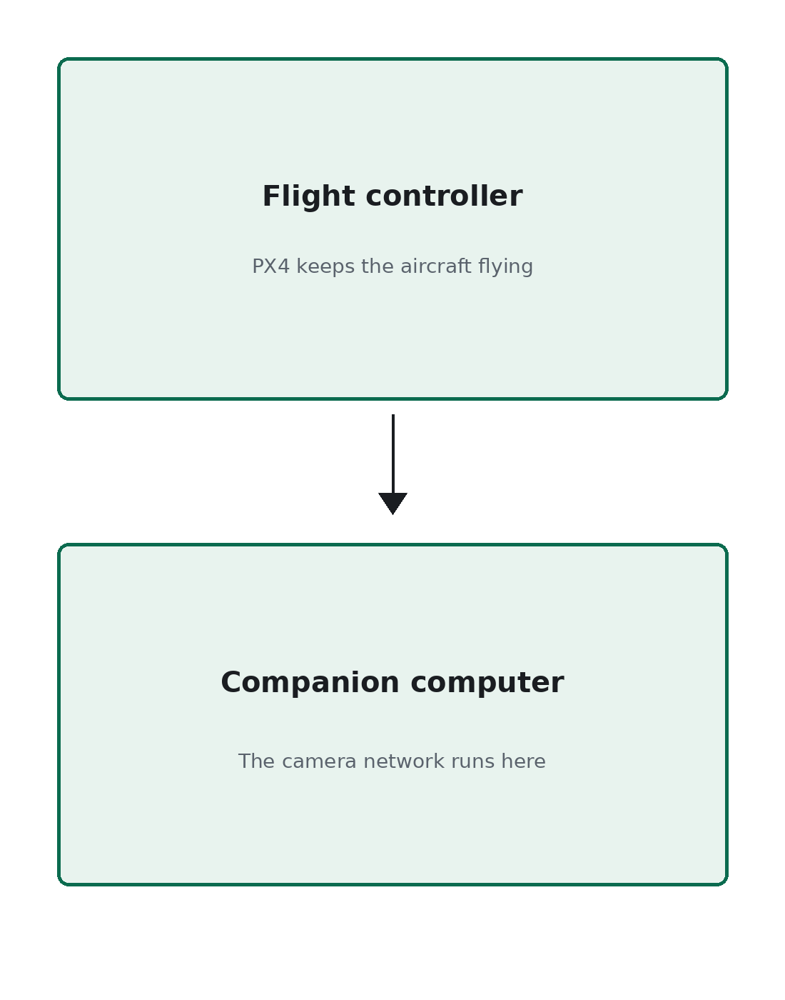 Flight controller
PX4 keeps the aircraft flying
Companion computer
The camera network runs here